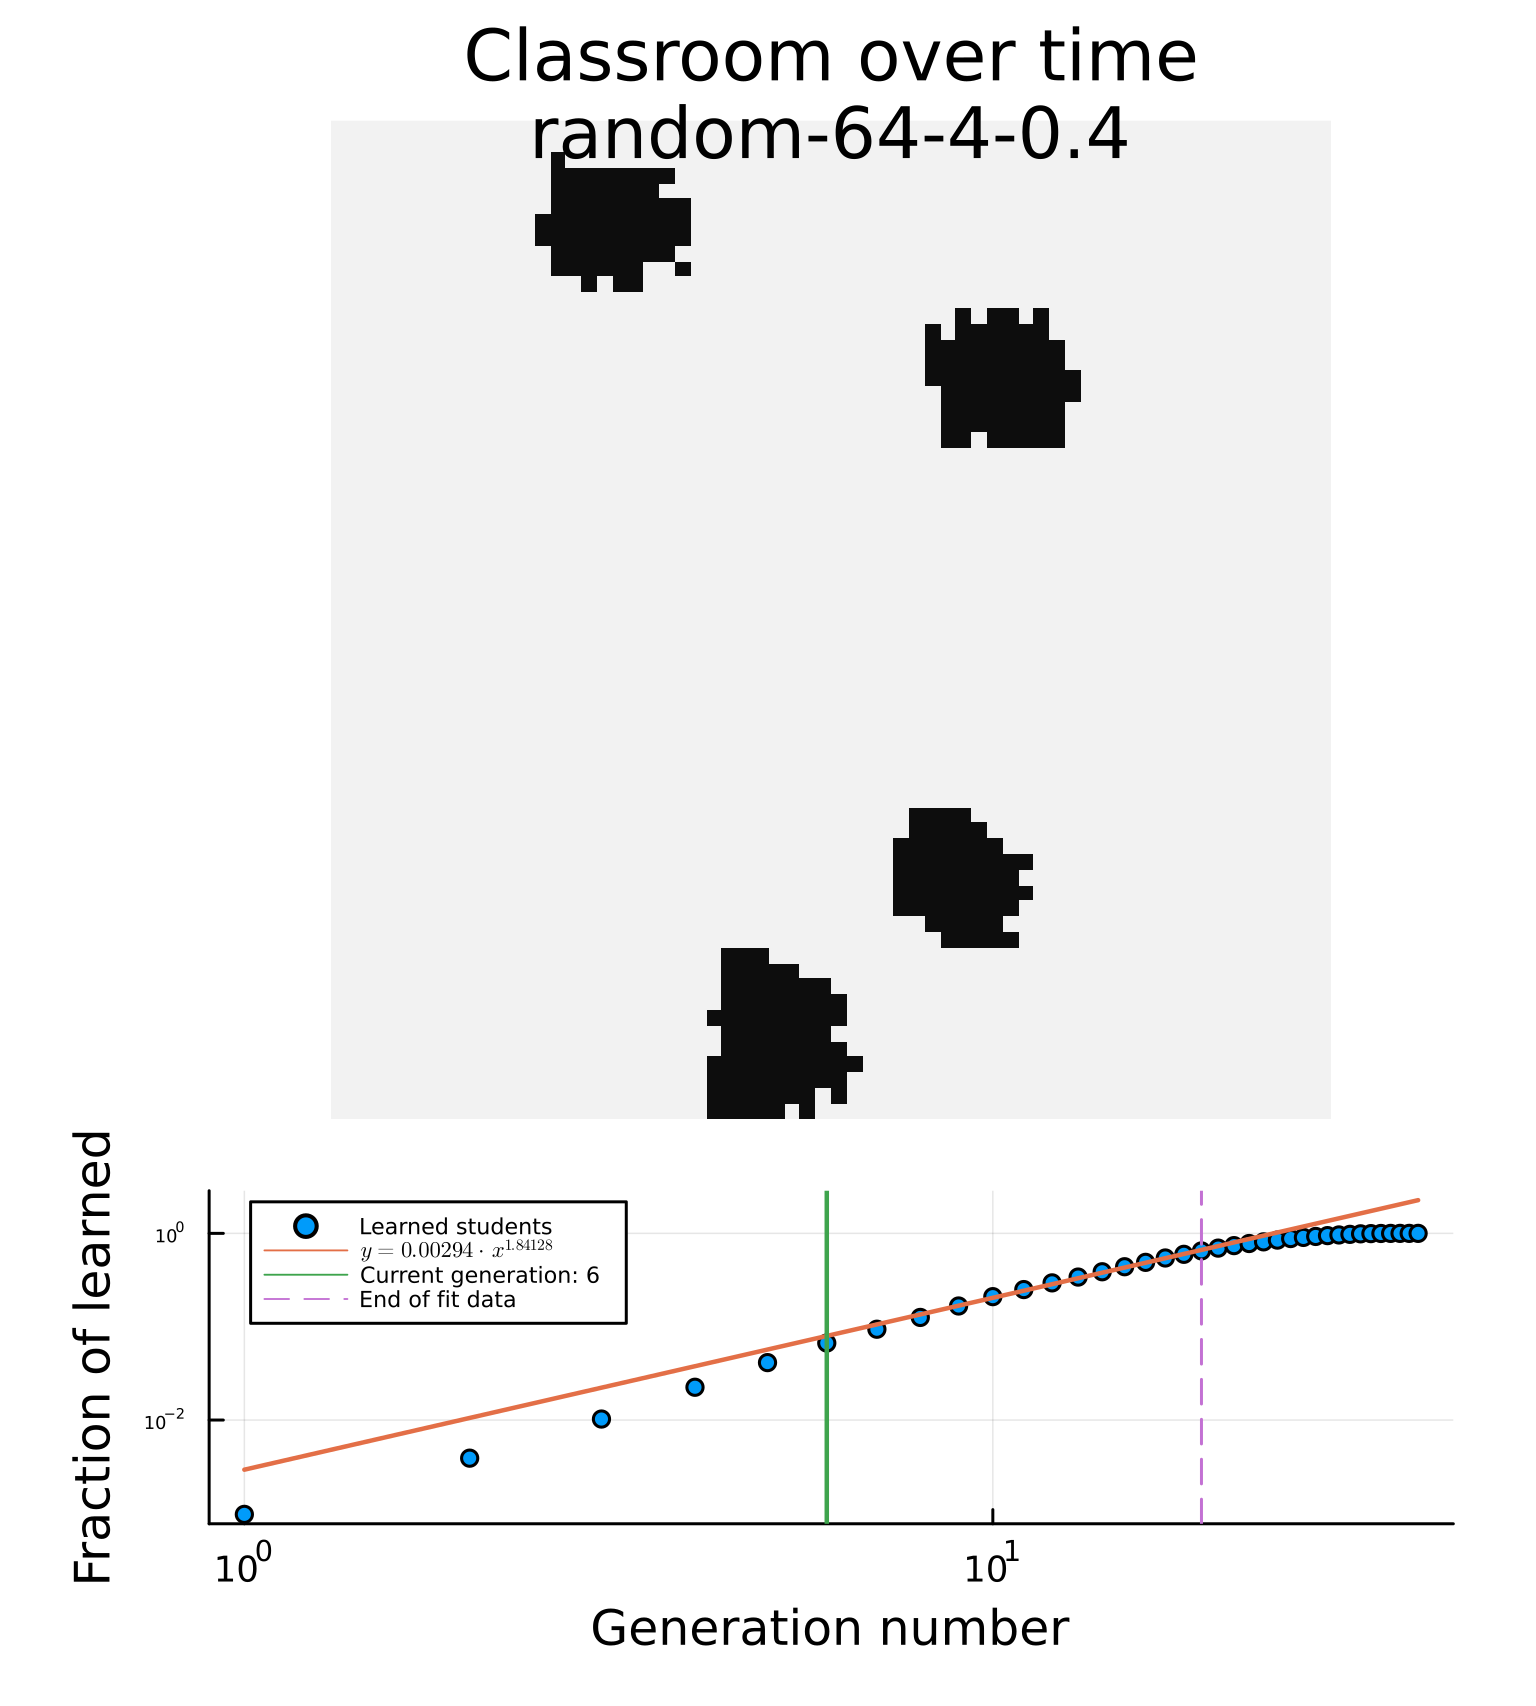 Classroom over time
random-64-4-0.4
Learned students
y = 0.00294 · x^1.84128
Current generation: 6
End of fit data
10^0
10^-2
Fraction of learned
10^0 10^1
Generation number